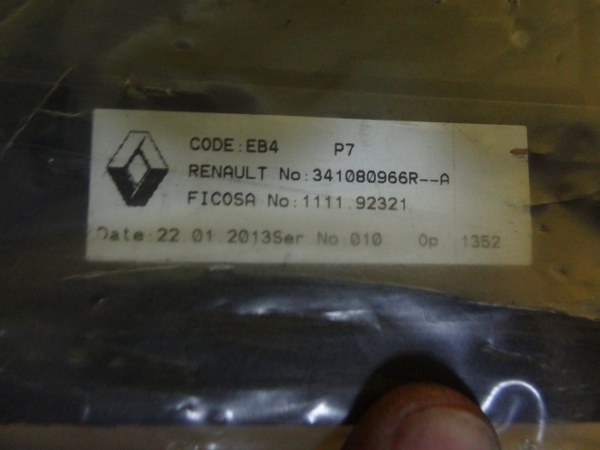 CODE:EB4 P7
RENAULT No:341080966R--A
FICOSA No:1111.92321
Date:22.01.2013Ser No:010 Op 1352